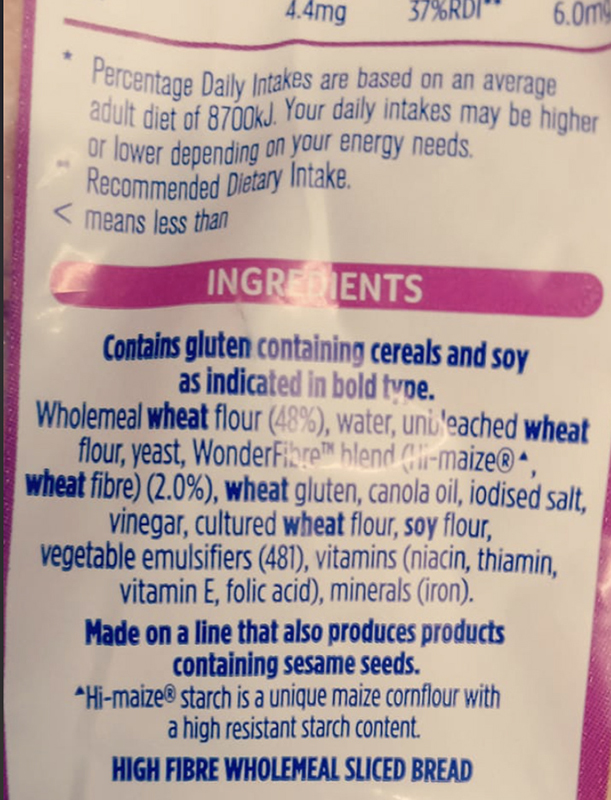 4.4mg 37%RDI** 6.0mg
* Percentage Daily Intakes are based on an average
adult diet of 8700kJ. Your daily intakes may be higher
or lower depending on your energy needs.
** Recommended Dietary Intake.
< means less than
INGREDIENTS
Contains gluten containing cereals and soy
as indicated in bold type.
Wholemeal wheat flour (48%), water, unbleached wheat
flour, yeast, WonderFibre™ blend (Hi-maize®▲,
wheat fibre) (2.0%), wheat gluten, canola oil, iodised salt,
vinegar, cultured wheat flour, soy flour,
vegetable emulsifiers (481), vitamins (niacin, thiamin,
vitamin E, folic acid), minerals (iron).
Made on a line that also produces products
containing sesame seeds.
▲Hi-maize® starch is a unique maize cornflour with
a high resistant starch content.
HIGH FIBRE WHOLEMEAL SLICED BREAD